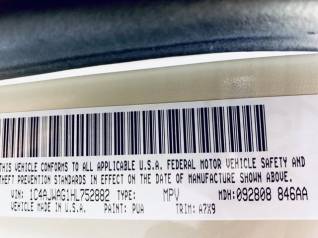 THIS VEHICLE CONFORMS TO ALL APPLICABLE U.S.A. FEDERAL MOTOR VEHICLE SAFETY AND
THEFT PREVENTION STANDARDS IN EFFECT ON THE DATE OF MANUFACTURE SHOWN ABOVE.
VIN: 1C4AJWAG1HL752882 TYPE: MPV MDH: 092808 846AA
VEHICLE MADE IN U.S.A. PAINT: PUA TRIM: A7X9